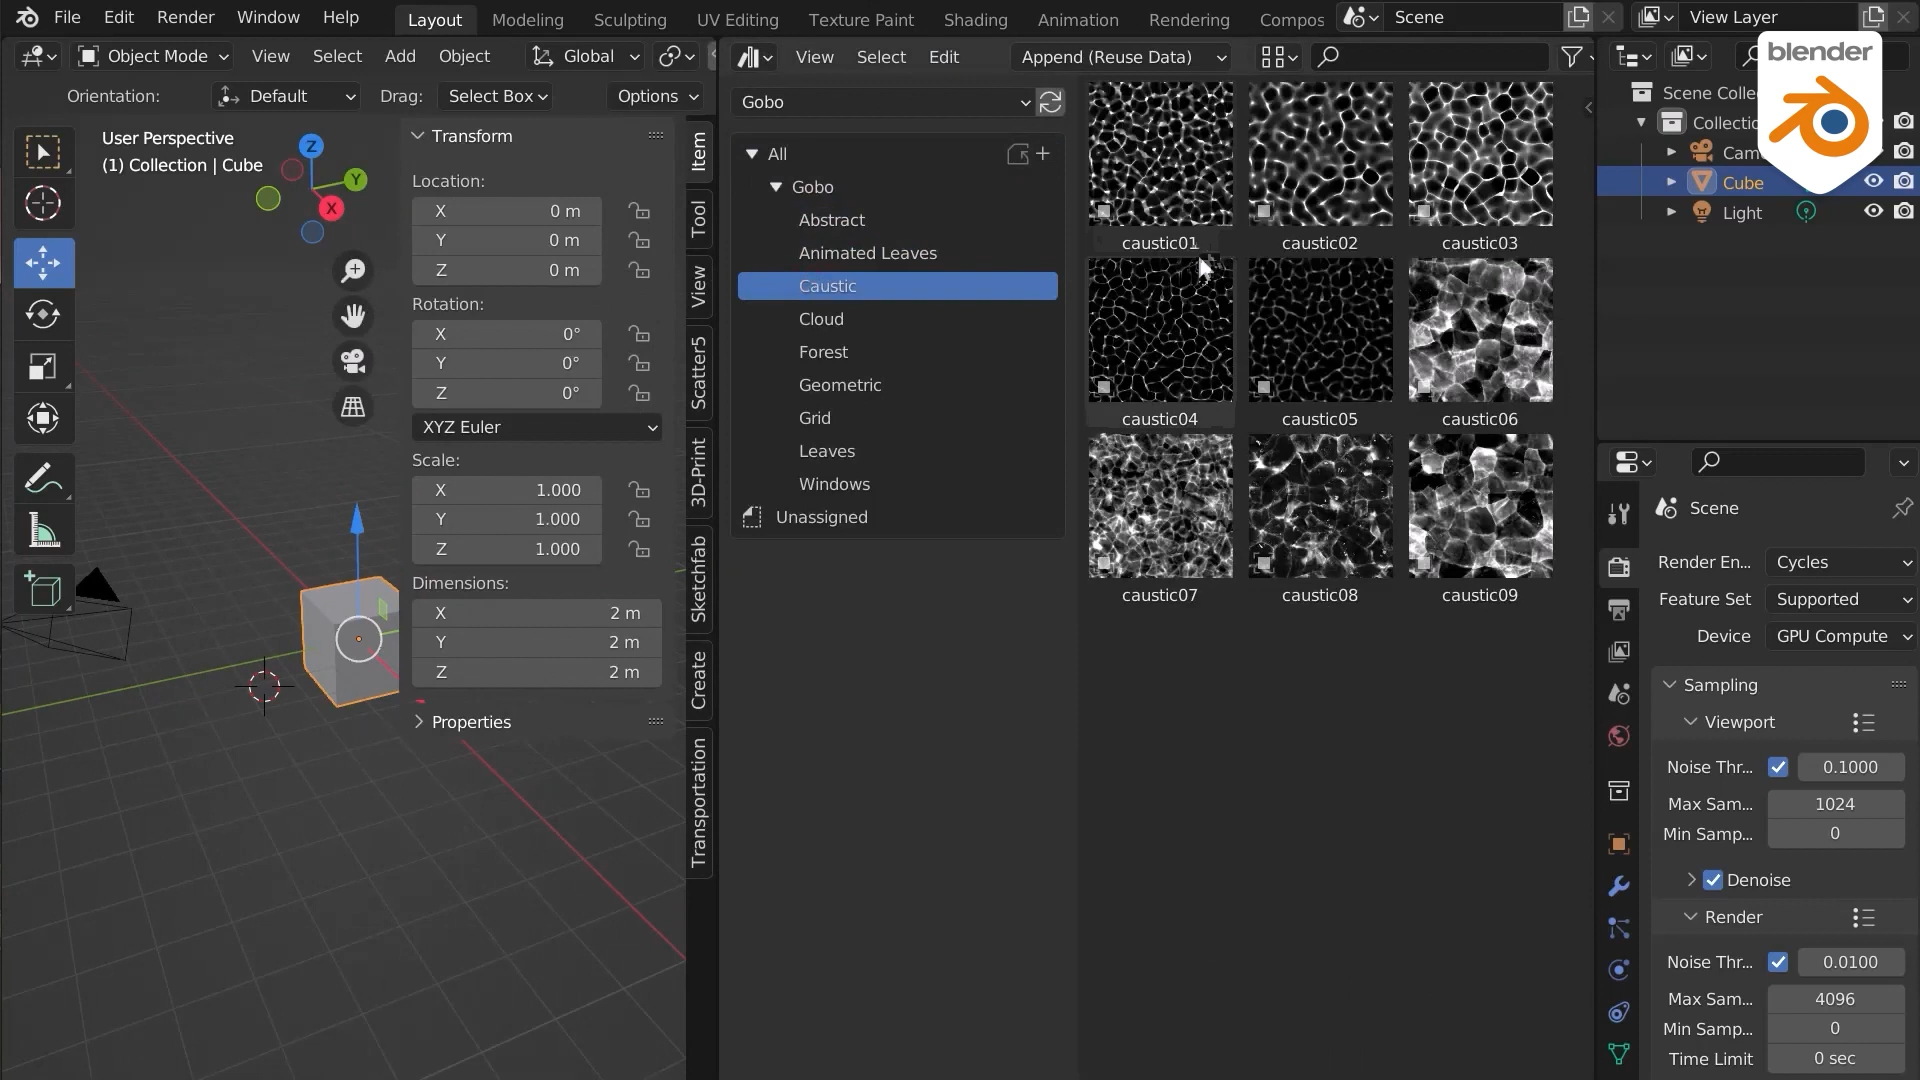 File Edit Render Window Help Layout Modeling Sculpting UV Editing Texture Paint Shading Animation Rendering Compos Scene View Layer
Object Mode View Select Add Object Global View Select Edit Append (Reuse Data)
blender
Orientation: Default Drag: Select Box Options
Gobo
User Perspective
(1) Collection | Cube
Z
Y
X
Transform
Location:
X 0 m
Y 0 m
Z 0 m
Rotation:
X 0°
Y 0°
Z 0°
XYZ Euler
Scale:
X 1.000
Y 1.000
Z 1.000
Dimensions:
X 2 m
Y 2 m
Z 2 m
Properties
Item
Tool
View
Scatter5
3D-Print
Sketchfab
Create
Transportation
All
Gobo
Abstract
Animated Leaves
Caustic
Cloud
Forest
Geometric
Grid
Leaves
Windows
Unassigned
caustic01 caustic02 caustic03
caustic04 caustic05 caustic06
caustic07 caustic08 caustic09
Scene Colle
Collectio
Cam
Cube
Light
Scene
Render En... Cycles
Feature Set Supported
Device GPU Compute
Sampling
Viewport
Noise Thr... 0.1000
Max Sam... 1024
Min Samp... 0
Denoise
Render
Noise Thr... 0.0100
Max Sam... 4096
Min Samp... 0
Time Limit 0 sec